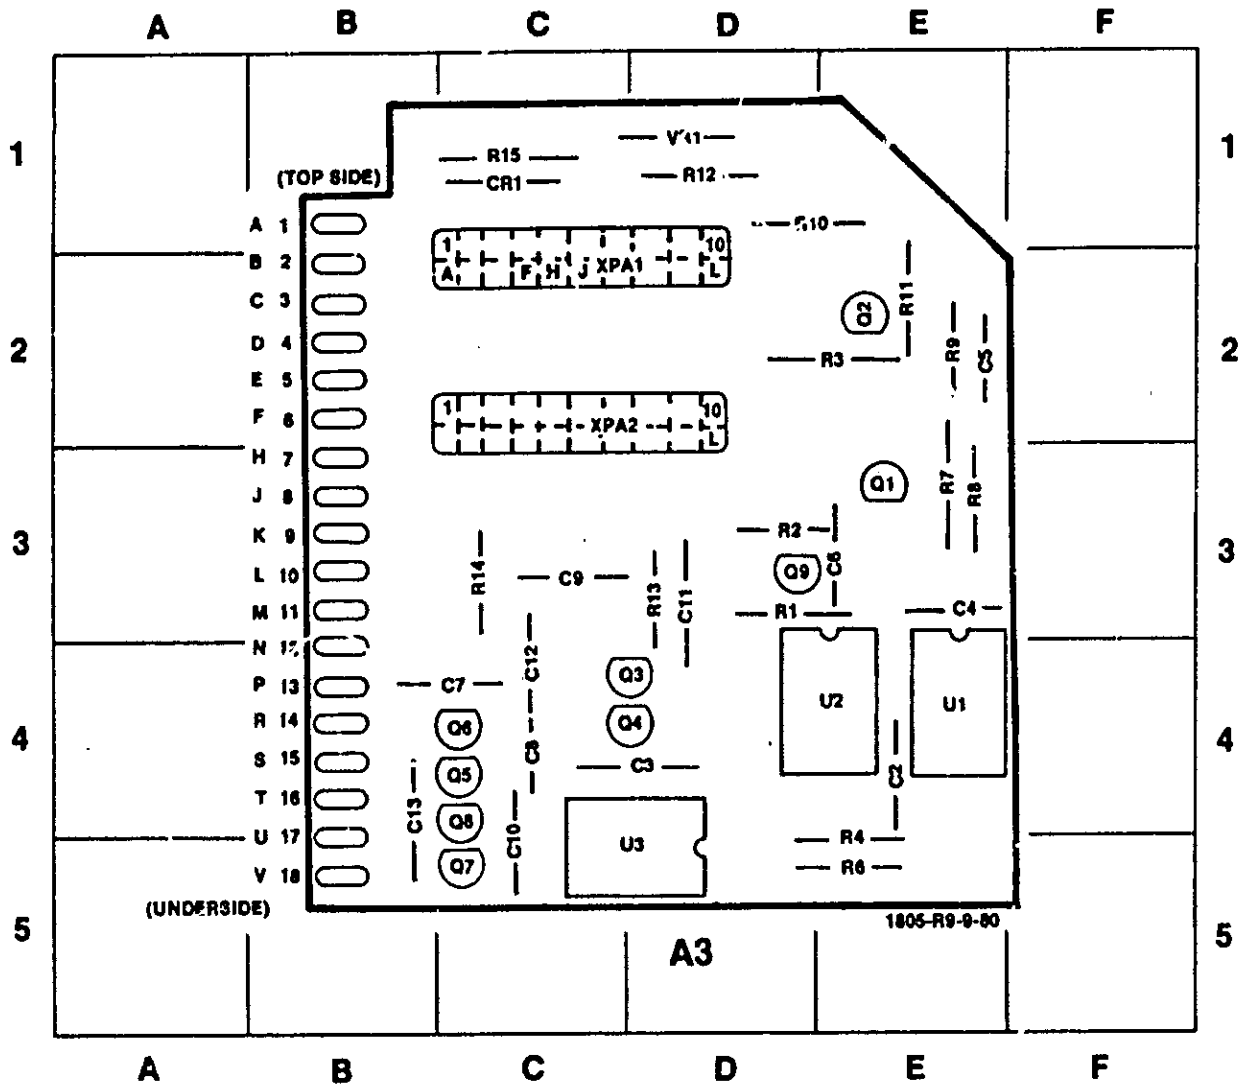 A B C D E F
1 1
R15
CR1
R12
(TOP SIDE)
A 1
B 2
C 3
D 4
E 5
F 6
H 7
J 8
K 9
L 10
M 11
N
P 13
R 14
S 15
T 16
U 17
V 18
(UNDERSIDE)
1 10
A F H J XPA1 L
R11
Q2
R3
R9
C5
2 2
1 10
XPA2 L
Q1
R7
R8
R2
C6
Q9
3 3
R14
C9
R13
C11
R1
C4
C12
C7
Q3
Q4
U2
U1
Q6
C8
4 4
Q5
C3
C2
C13
Q8
C10
U3
R4
Q7
R6
1805-R9-9-80
5 5
A3
A B C D E F